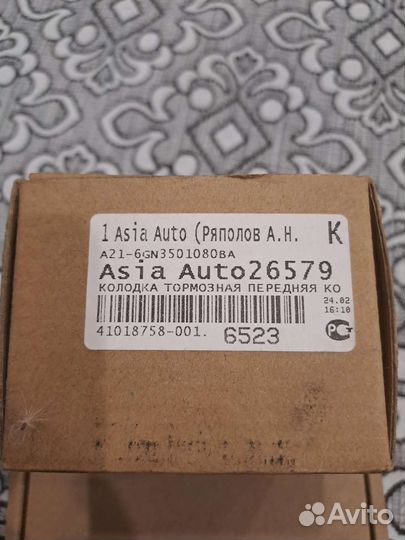 1 Asia Auto (Ряполов А.Н. К
A21-6GN3501080BA
Asia Auto26579
КОЛОДКА ТОРМОЗНАЯ ПЕРЕДНЯЯ КО
24.02
16:10
41018758-001. 6523
Avito